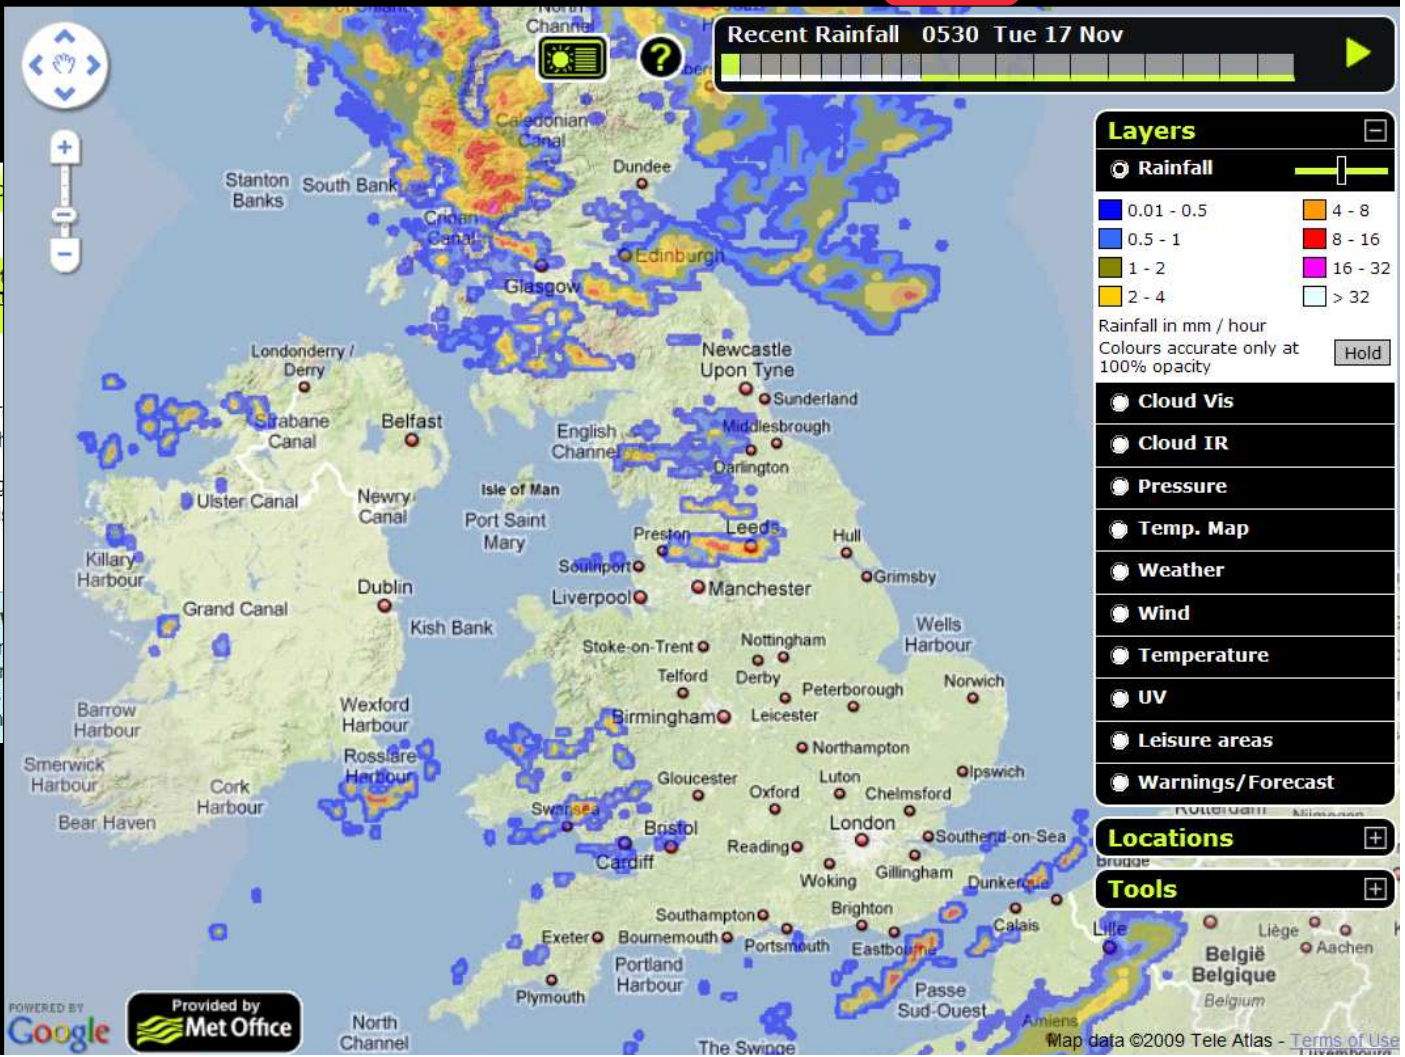 North
Channel
Recent Rainfall 0530 Tue 17 Nov
?
Caledonian
Canal
Dundee
Stanton
Banks
South Bank
Crinan
Canal
Edinburgh
Glasgow
Londonderry /
Derry
Strabane
Canal
Belfast
Newcastle
Upon Tyne
Sunderland
English
Channel
Middlesbrough
Darlington
Isle of Man
Ulster Canal
Newry
Canal
Port Saint
Mary
Preston
Leeds
Hull
Killary
Harbour
Southport
Grimsby
Dublin
Liverpool
Manchester
Grand Canal
Kish Bank
Wells
Harbour
Stoke-on-Trent
Nottingham
Telford
Derby
Peterborough
Norwich
Barrow
Harbour
Wexford
Harbour
Birmingham
Leicester
Northampton
Smerwick
Harbour
Rosslare
Harbour
Cork
Harbour
Gloucester
Luton
Ipswich
Oxford
Chelmsford
Bear Haven
Swansea
Bristol
London
Southend-on-Sea
Cardiff
Reading
Woking
Gillingham
Dunkerque
Brugge
Southampton
Brighton
Calais
Lille
Exeter
Bournemouth
Portsmouth
Eastbourne
Portland
Harbour
Plymouth
Passe
Sud-Ouest
België
Belgique
Belgium
Liège
Aachen
Rotterdam
Nijmegen
North
Channel
The Swinge
Amiens
Luxembourg
Layers
Rainfall
0.01 - 0.5
4 - 8
0.5 - 1
8 - 16
1 - 2
16 - 32
2 - 4
> 32
Rainfall in mm / hour
Colours accurate only at
100% opacity
Hold
Cloud Vis
Cloud IR
Pressure
Temp. Map
Weather
Wind
Temperature
UV
Leisure areas
Warnings/Forecast
Locations
Tools
POWERED BY
Google
Provided by
Met Office
Map data ©2009 Tele Atlas - Terms of Use